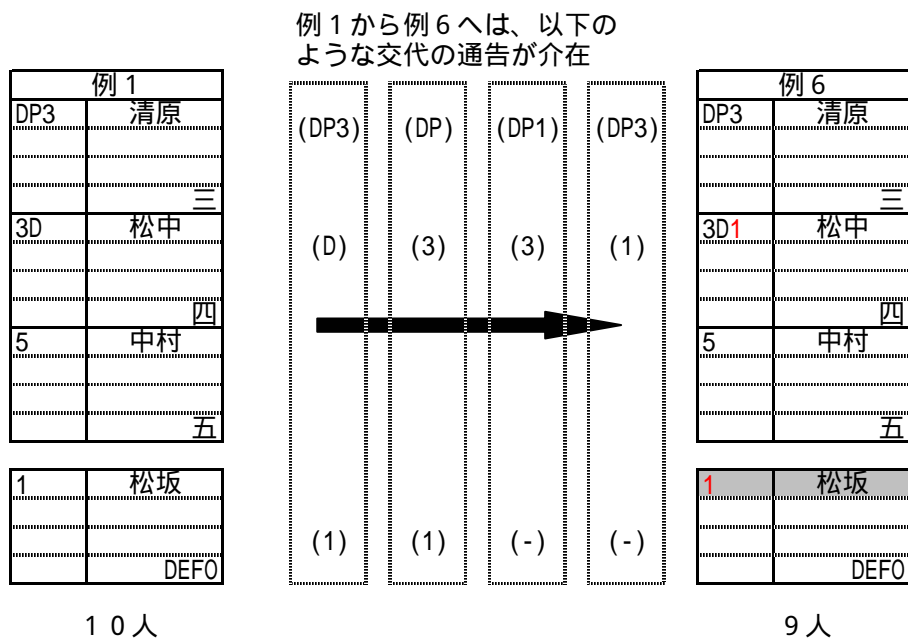 例１から例６へは、以下の
ような交代の通告が介在
例１
DP3 清原
三
3D 松中
四
5 中村
五
1 松坂
DEFO
１０人
(DP3) (DP) (DP1) (DP3)
(D) (3) (3) (1)
(1) (1) (-) (-)
例６
DP3 清原
三
3D1 松中
四
5 中村
五
1 松坂
DEFO
９人